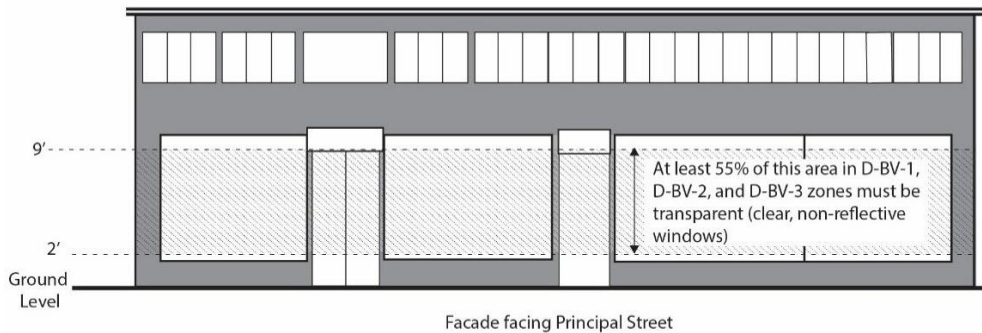 9'
At least 55% of this area in D-BV-1,
D-BV-2, and D-BV-3 zones must be
transparent (clear, non-reflective
windows)
2'
Ground
Level
Facade facing Principal Street